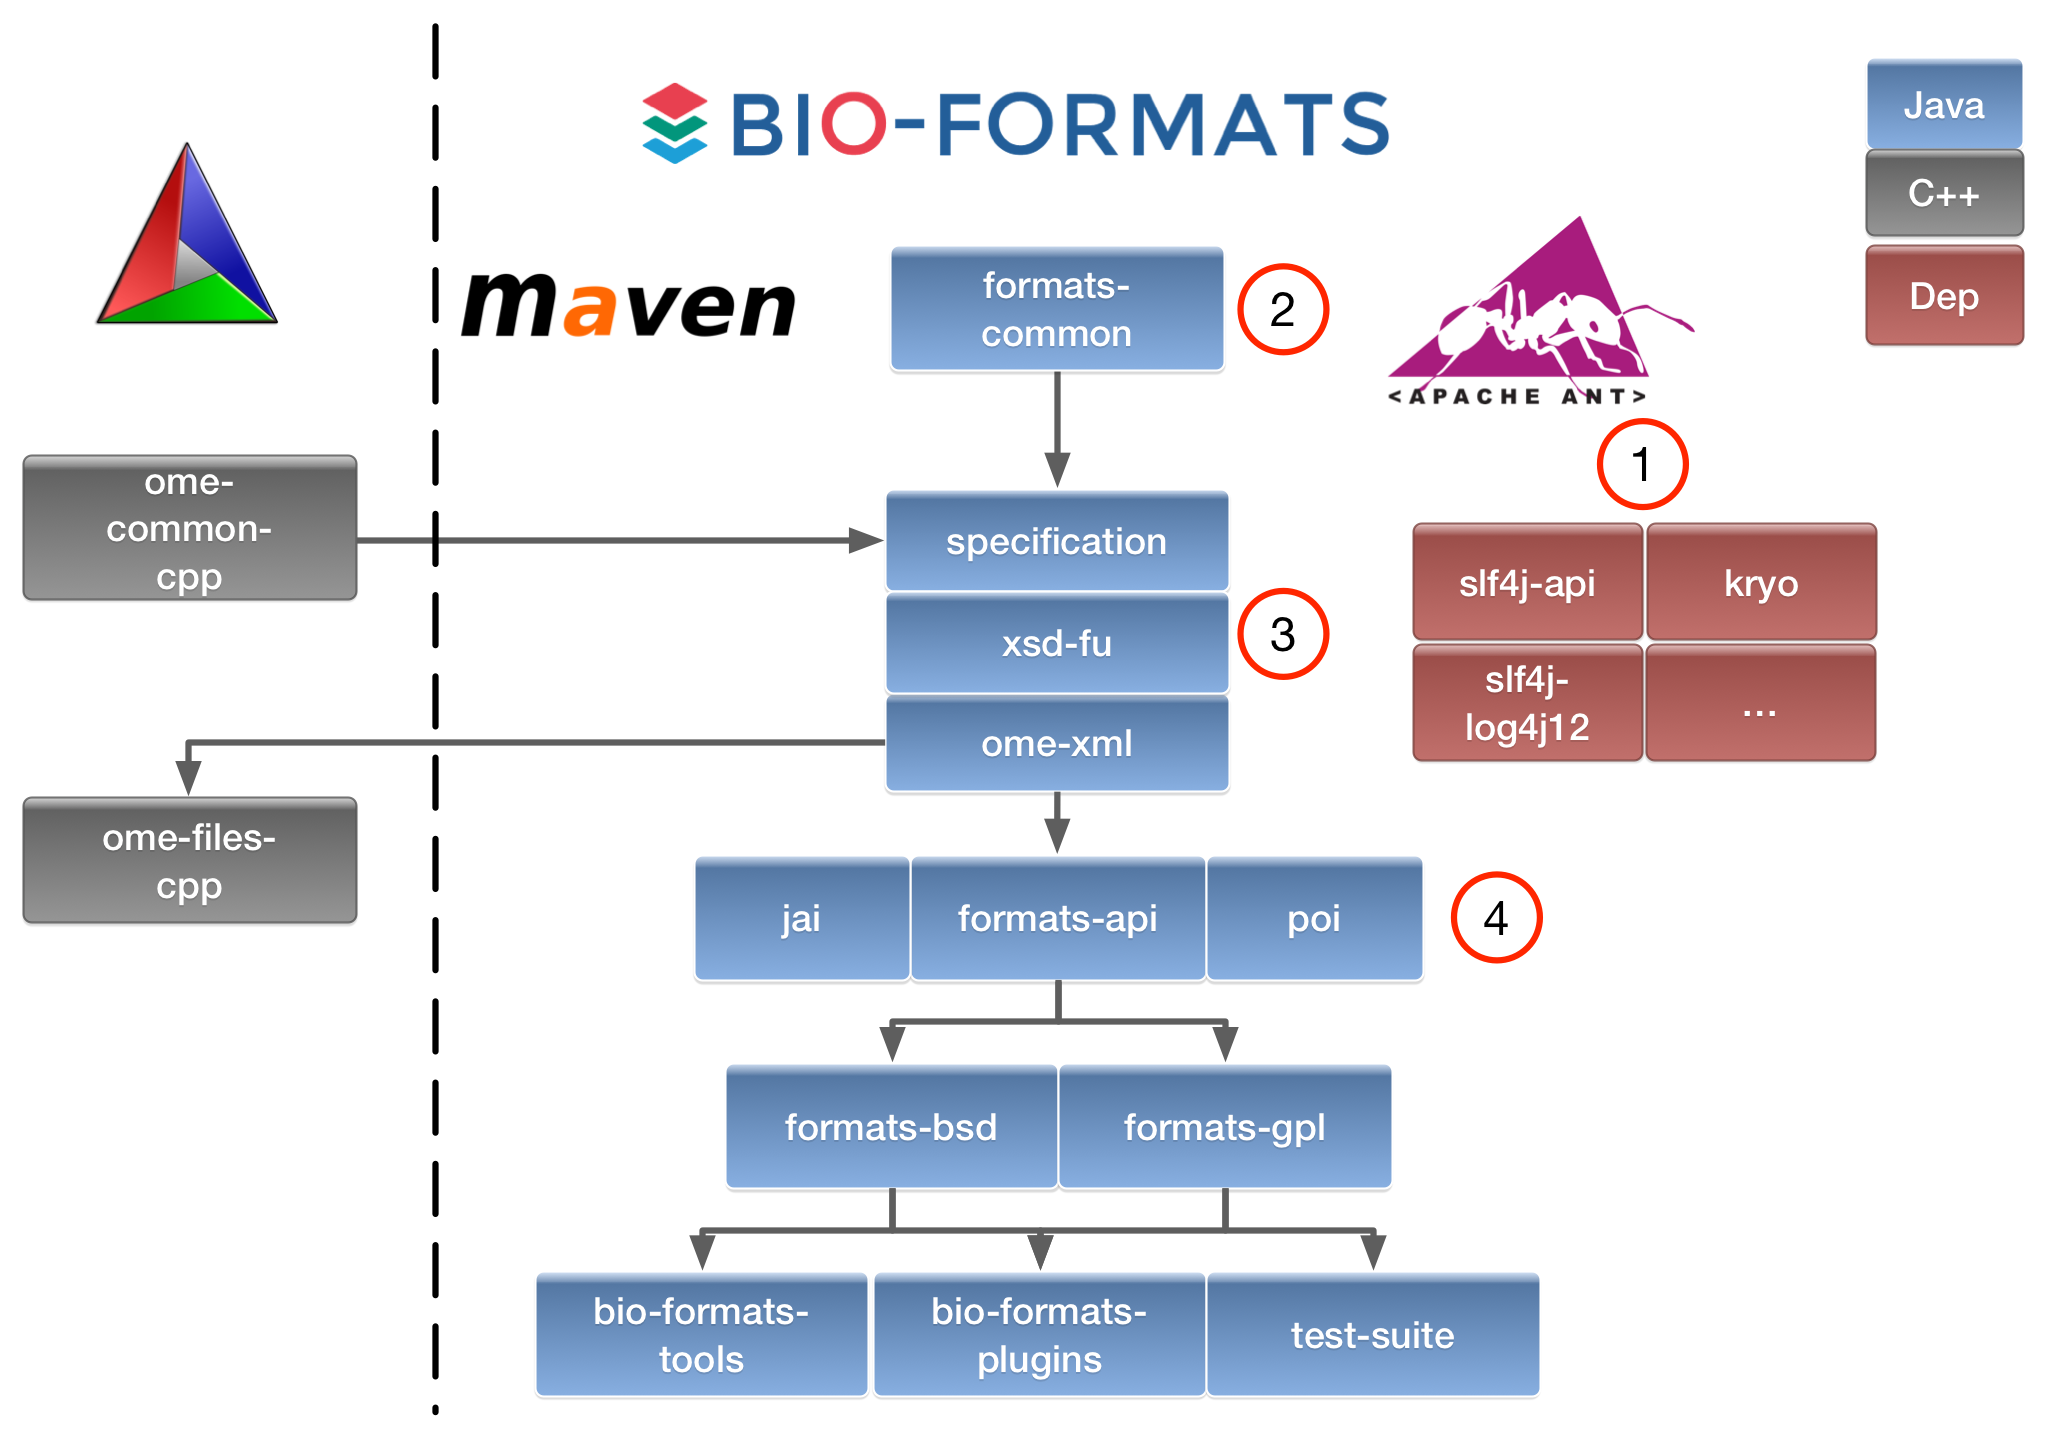 BIO-FORMATS
Java
C++
Dep
maven
formats-
common
2
<APACHE ANT>
1
ome-
common-
cpp
specification
slf4j-api
kryo
xsd-fu
3
slf4j-
log4j12
...
ome-xml
ome-files-
cpp
jai
formats-api
poi
4
formats-bsd
formats-gpl
bio-formats-
tools
bio-formats-
plugins
test-suite